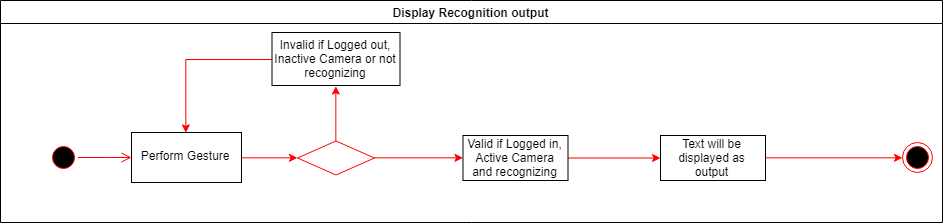 Display Recognition output
Invalid if Logged out,
Inactive Camera or not
recognizing
Perform Gesture
Valid if Logged in,
Active Camera
and recognizing
Text will be
displayed as
output